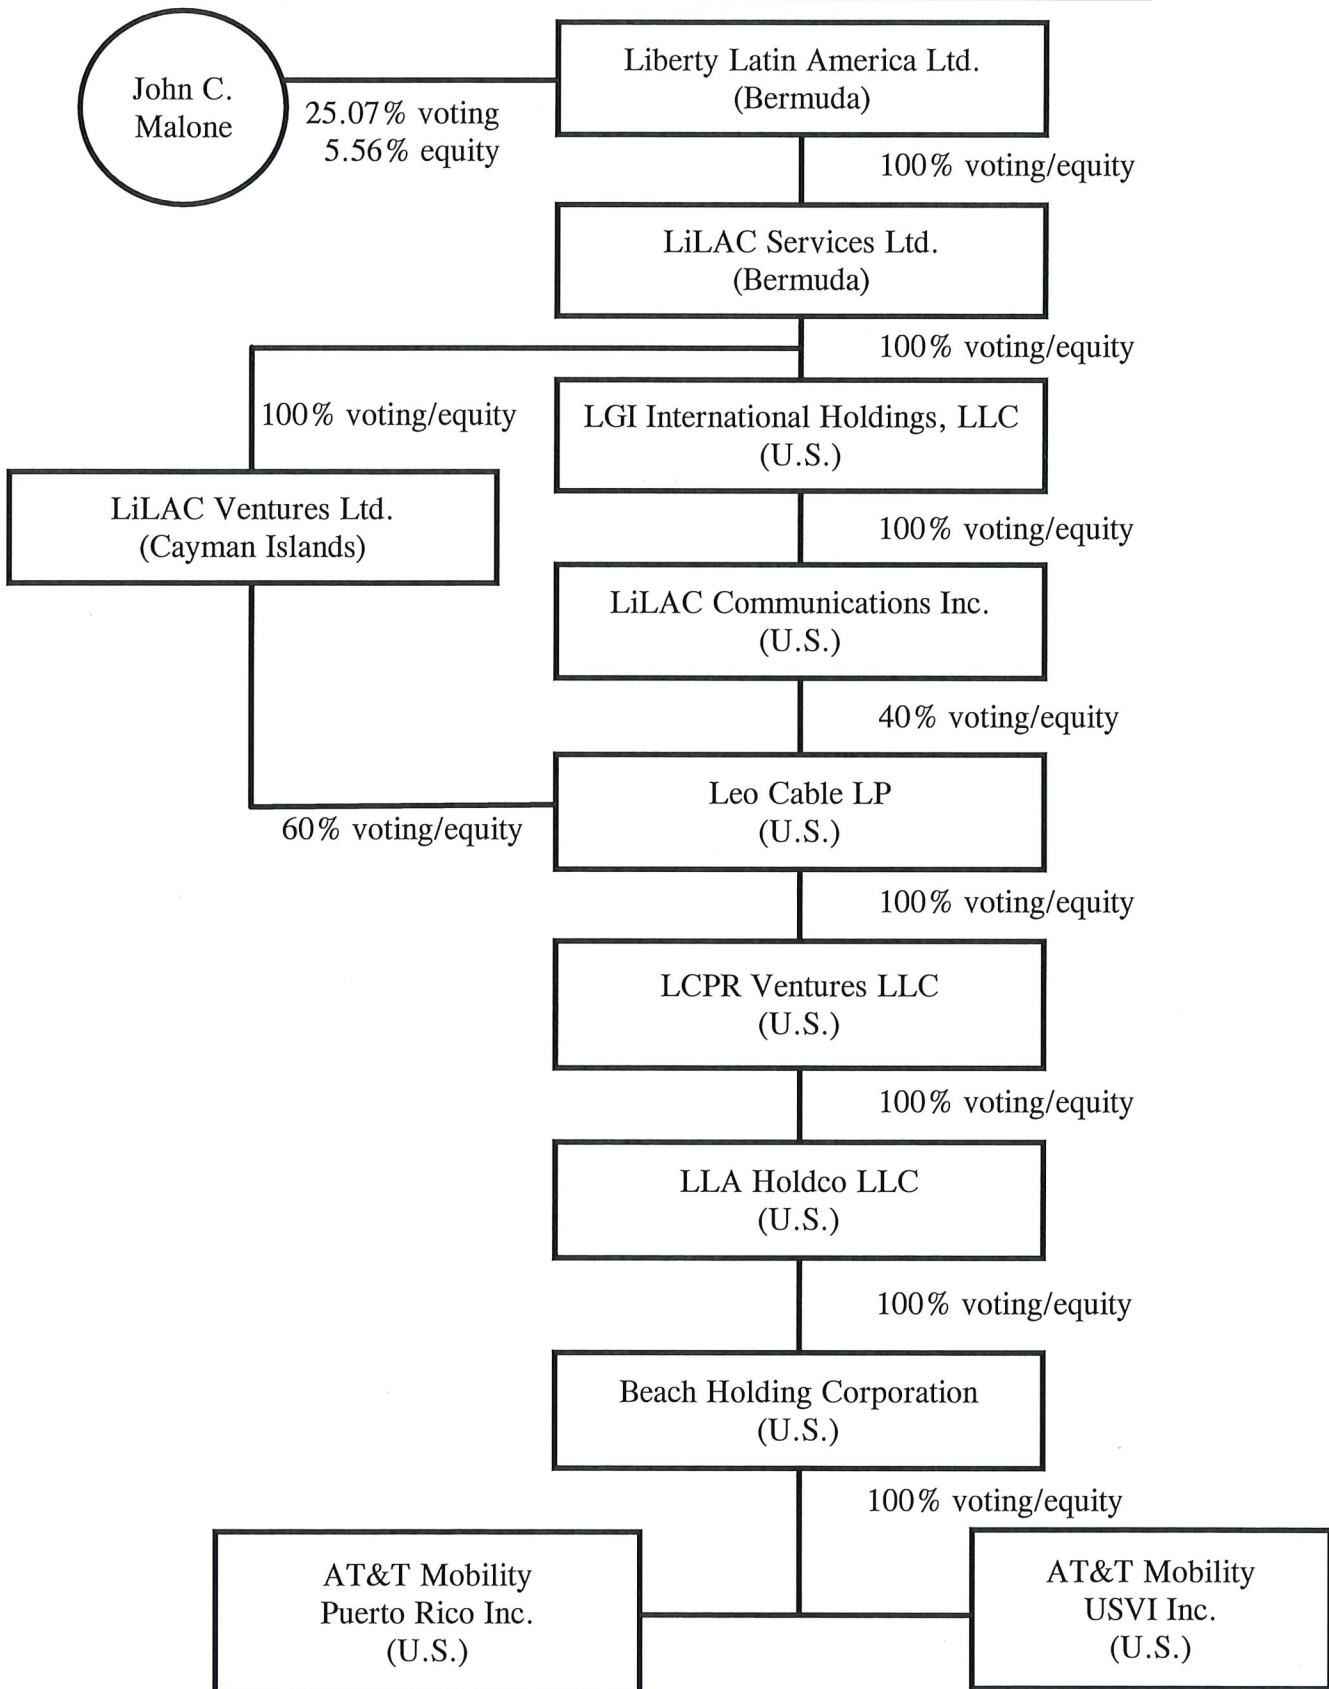 John C.
Malone
25.07% voting
5.56% equity
Liberty Latin America Ltd.
(Bermuda)
100% voting/equity
LiLAC Services Ltd.
(Bermuda)
100% voting/equity
100% voting/equity
LGI International Holdings, LLC
(U.S.)
LiLAC Ventures Ltd.
(Cayman Islands)
100% voting/equity
LiLAC Communications Inc.
(U.S.)
40% voting/equity
Leo Cable LP
(U.S.)
60% voting/equity
100% voting/equity
LCPR Ventures LLC
(U.S.)
100% voting/equity
LLA Holdco LLC
(U.S.)
100% voting/equity
Beach Holding Corporation
(U.S.)
100% voting/equity
AT&T Mobility
Puerto Rico Inc.
(U.S.)
AT&T Mobility
USVI Inc.
(U.S.)